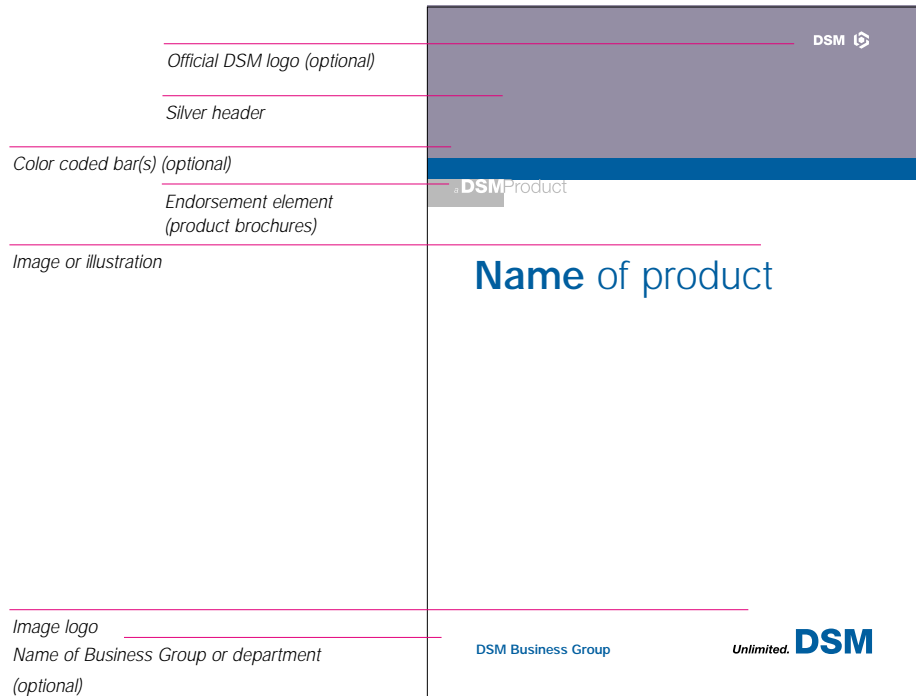 DSM
Official DSM logo (optional)
Silver header
Color coded bar(s) (optional)
a DSMProduct
Endorsement element
(product brochures)
Image or illustration
Name of product
Image logo
Name of Business Group or department
(optional)
DSM Business Group
Unlimited. DSM